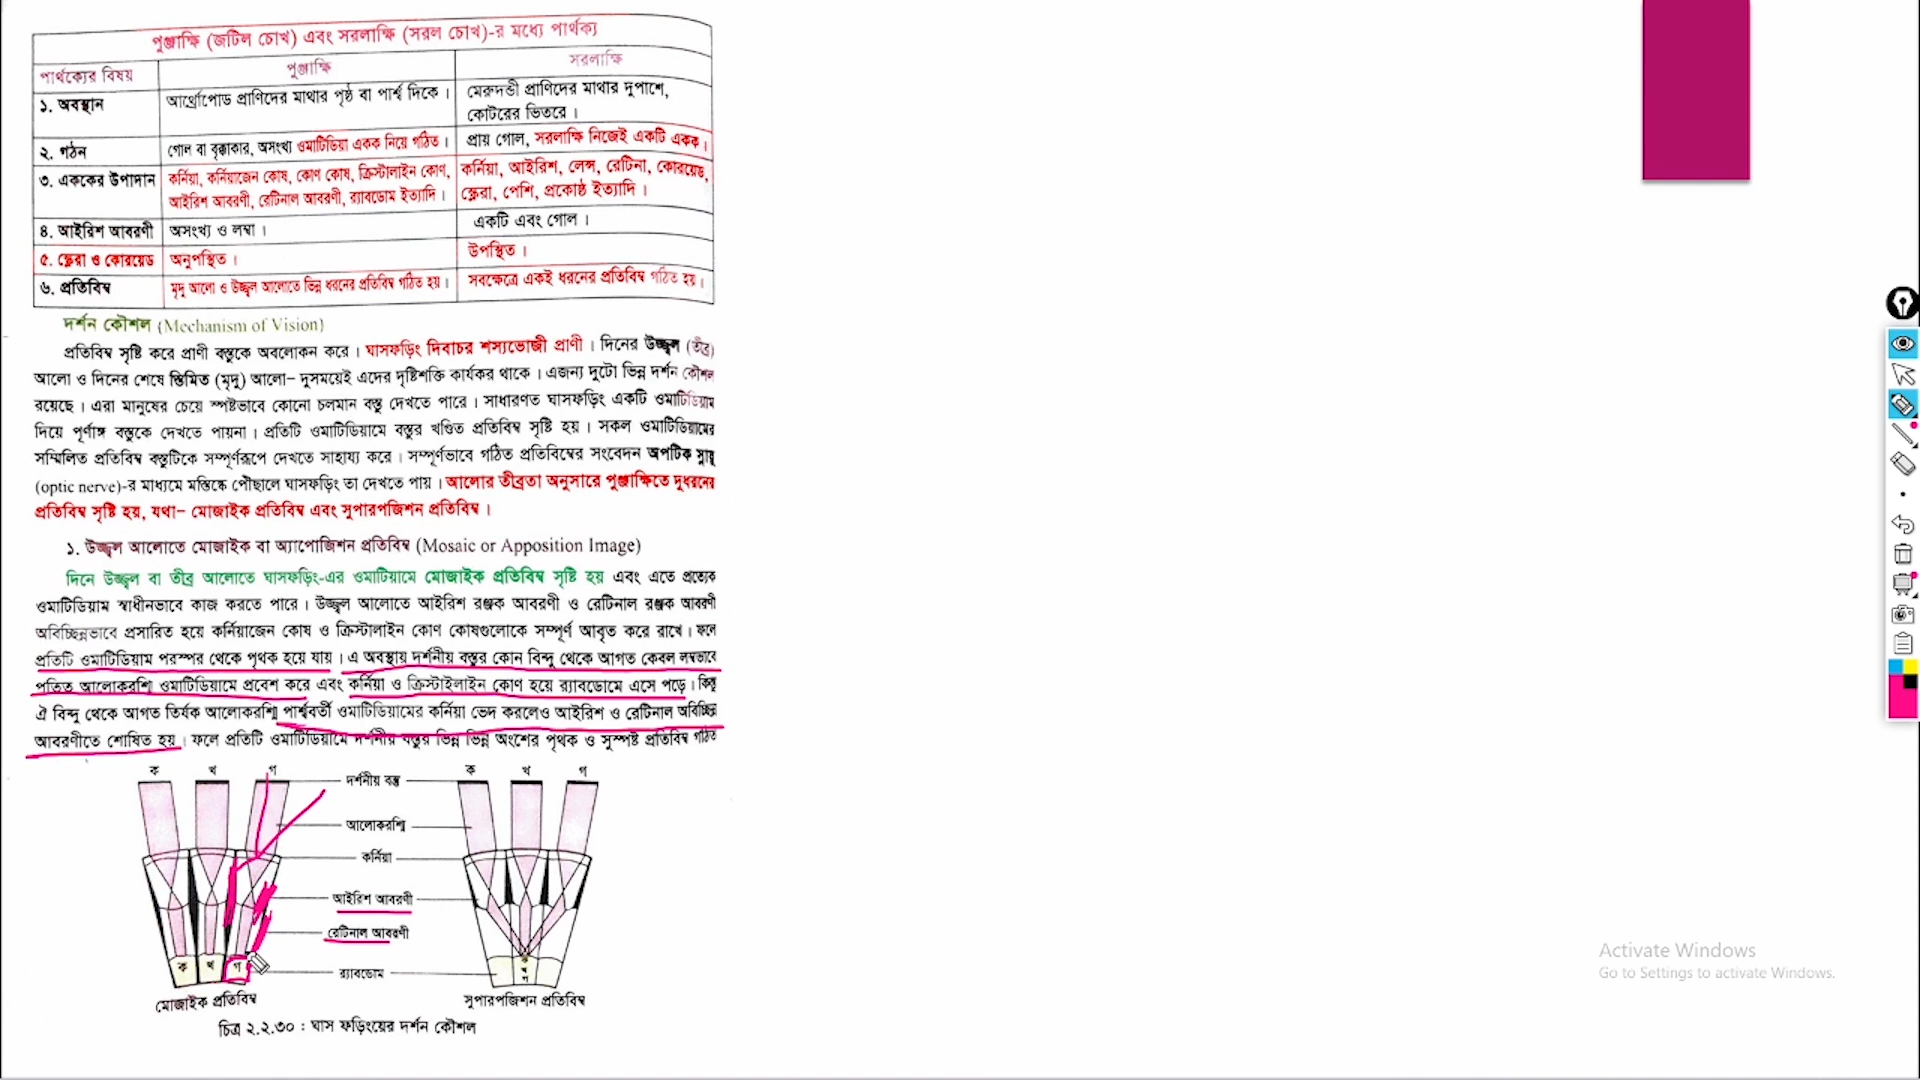 পুঞ্জাক্ষি (জটিল চোখ) এবং সরলাক্ষি (সরল চোখ)-র মধ্যে পার্থক্য
পার্থক্যের বিষয় পুঞ্জাক্ষি সরলাক্ষি
১. অবস্থান আর্থ্রোপোড প্রাণিদের মাথার পৃষ্ঠ বা পার্শ্ব দিকে। মেরুদন্ডী প্রাণিদের মাথার দুপাশে,
কোটরের ভিতরে।
২. গঠন গোল বা বৃক্কাকার, অসংখ্য ওমাটিডিয়া একক নিয়ে গঠিত। প্রায় গোল, সরলাক্ষি নিজেই একটি একক।
৩. এককের উপাদান কর্নিয়া, কর্নিয়াজেন কোষ, কোণ কোষ, ক্রিস্টালাইন কোণ, কর্নিয়া, আইরিশ, লেন্স, রেটিনা, কোরয়েড,
আইরিশ আবরণী, রেটিনাল আবরণী, র‍্যাবডোম ইত্যাদি। স্ক্লেরা, পেশি, প্রকোষ্ঠ ইত্যাদি।
৪. আইরিশ আবরণী অসংখ্য ও লম্বা। একটি এবং গোল।
৫. স্ক্লেরা ও কোরয়েড অনুপস্থিত। উপস্থিত।
৬. প্রতিবিম্ব মৃদু আলো ও উজ্জ্বল আলোতে ভিন্ন ধরনের প্রতিবিম্ব গঠিত হয়। সবক্ষেত্রে একই ধরনের প্রতিবিম্ব গঠিত হয়।
দর্শন কৌশল (Mechanism of Vision)
প্রতিবিম্ব সৃষ্টি করে প্রাণী বস্তুকে অবলোকন করে। ঘাসফড়িং দিবাচর শস্যভোজী প্রাণী। দিনের উজ্জ্বল (তীব্র)
আলো ও দিনের শেষে স্তিমিত (মৃদু) আলো– দুসময়েই এদের দৃষ্টিশক্তি কার্যকর থাকে। এজন্য দুটো ভিন্ন দর্শন কৌশল
রয়েছে। এরা মানুষের চেয়ে স্পষ্টভাবে কোনো চলমান বস্তু দেখতে পারে। সাধারণত ঘাসফড়িং একটি ওমাটিডিয়াম
দিয়ে পূর্ণাঙ্গ বস্তুকে দেখতে পায়না। প্রতিটি ওমাটিডিয়ামে বস্তুর খণ্ডিত প্রতিবিম্ব সৃষ্টি হয়। সকল ওমাটিডিয়ামের
সম্মিলিত প্রতিবিম্ব বস্তুটিকে সম্পূর্ণরূপে দেখতে সাহায্য করে। সম্পূর্ণভাবে গঠিত প্রতিবিম্বের সংবেদন অপটিক স্নায়ু
(optic nerve)-র মাধ্যমে মস্তিষ্কে পৌছালে ঘাসফড়িং তা দেখতে পায়। আলোর তীব্রতা অনুসারে পুঞ্জাক্ষিতে দুধরনের
প্রতিবিম্ব সৃষ্টি হয়, যথা– মোজাইক প্রতিবিম্ব এবং সুপারপজিশন প্রতিবিম্ব।
১. উজ্জ্বল আলোতে মোজাইক বা অ্যাপোজিশন প্রতিবিম্ব (Mosaic or Apposition Image)
দিনে উজ্জ্বল বা তীব্র আলোতে ঘাসফড়িং-এর ওমাটিয়ামে মোজাইক প্রতিবিম্ব সৃষ্টি হয় এবং এতে প্রত্যেক
ওমাটিডিয়াম স্বাধীনভাবে কাজ করতে পারে। উজ্জ্বল আলোতে আইরিশ রঞ্জক আবরণী ও রেটিনাল রঞ্জক আবরণী
অবিচ্ছিন্নভাবে প্রসারিত হয়ে কর্নিয়াজেন কোষ ও ক্রিস্টালাইন কোণ কোষগুলোকে সম্পূর্ণ আবৃত করে রাখে। ফলে
প্রতিটি ওমাটিডিয়াম পরস্পর থেকে পৃথক হয়ে যায়। এ অবস্থায় দর্শনীয় বস্তুর কোন বিন্দু থেকে আগত কেবল লম্বভাবে
পতিত আলোকরশ্মি ওমাটিডিয়ামে প্রবেশ করে এবং কর্নিয়া ও ক্রিস্টাইলাইন কোণ হয়ে র‍্যাবডোমে এসে পড়ে। কিন্তু
ঐ বিন্দু থেকে আগত তির্যক আলোকরশ্মি পার্শ্ববর্তী ওমাটিডিয়ামের কর্নিয়া ভেদ করলেও আইরিশ ও রেটিনাল অবিচ্ছিন্ন
আবরণীতে শোষিত হয়। ফলে প্রতিটি ওমাটিডিয়ামে দর্শনীয় বস্তুর ভিন্ন ভিন্ন অংশের পৃথক ও সুস্পষ্ট প্রতিবিম্ব গঠিত
ক খ গ দর্শনীয় বস্তু ক খ গ
আলোকরশ্মি
কর্নিয়া
আইরিশ আবরণী
রেটিনাল আবরণী
ক খ গ র‍্যাবডোম ক খ গ
মোজাইক প্রতিবিম্ব সুপারপজিশন প্রতিবিম্ব
চিত্র ২.২.৩০ : ঘাস ফড়িংয়ের দর্শন কৌশল
Activate Windows
Go to Settings to activate Windows.